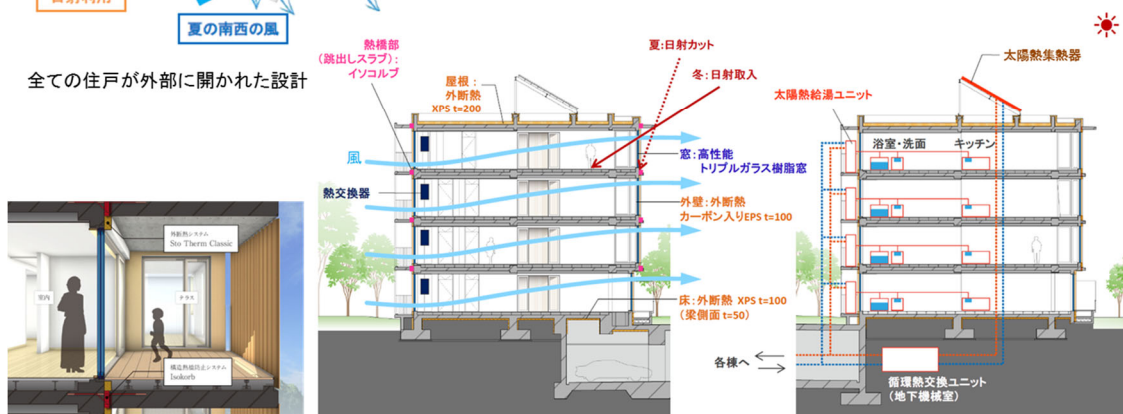 夏の南西の風
全ての住戸が外部に開かれた設計
外断熱システム
Sto Therm Classic
室内
テラス
構造熱橋防止システム
Isokorb
熱橋部
(跳出しスラブ):
イソコルブ
屋根:
外断熱
XPS t=200
夏:日射カット
冬:日射取入
風
熱交換器
窓:高性能
トリプルガラス樹脂窓
外壁:外断熱
カーボン入りEPS t=100
床:外断熱 XPS t=100
(梁側面 t=50)
太陽熱集熱器
太陽熱給湯ユニット
浴室・洗面
キッチン
各棟へ
循環熱交換ユニット
(地下機械室)